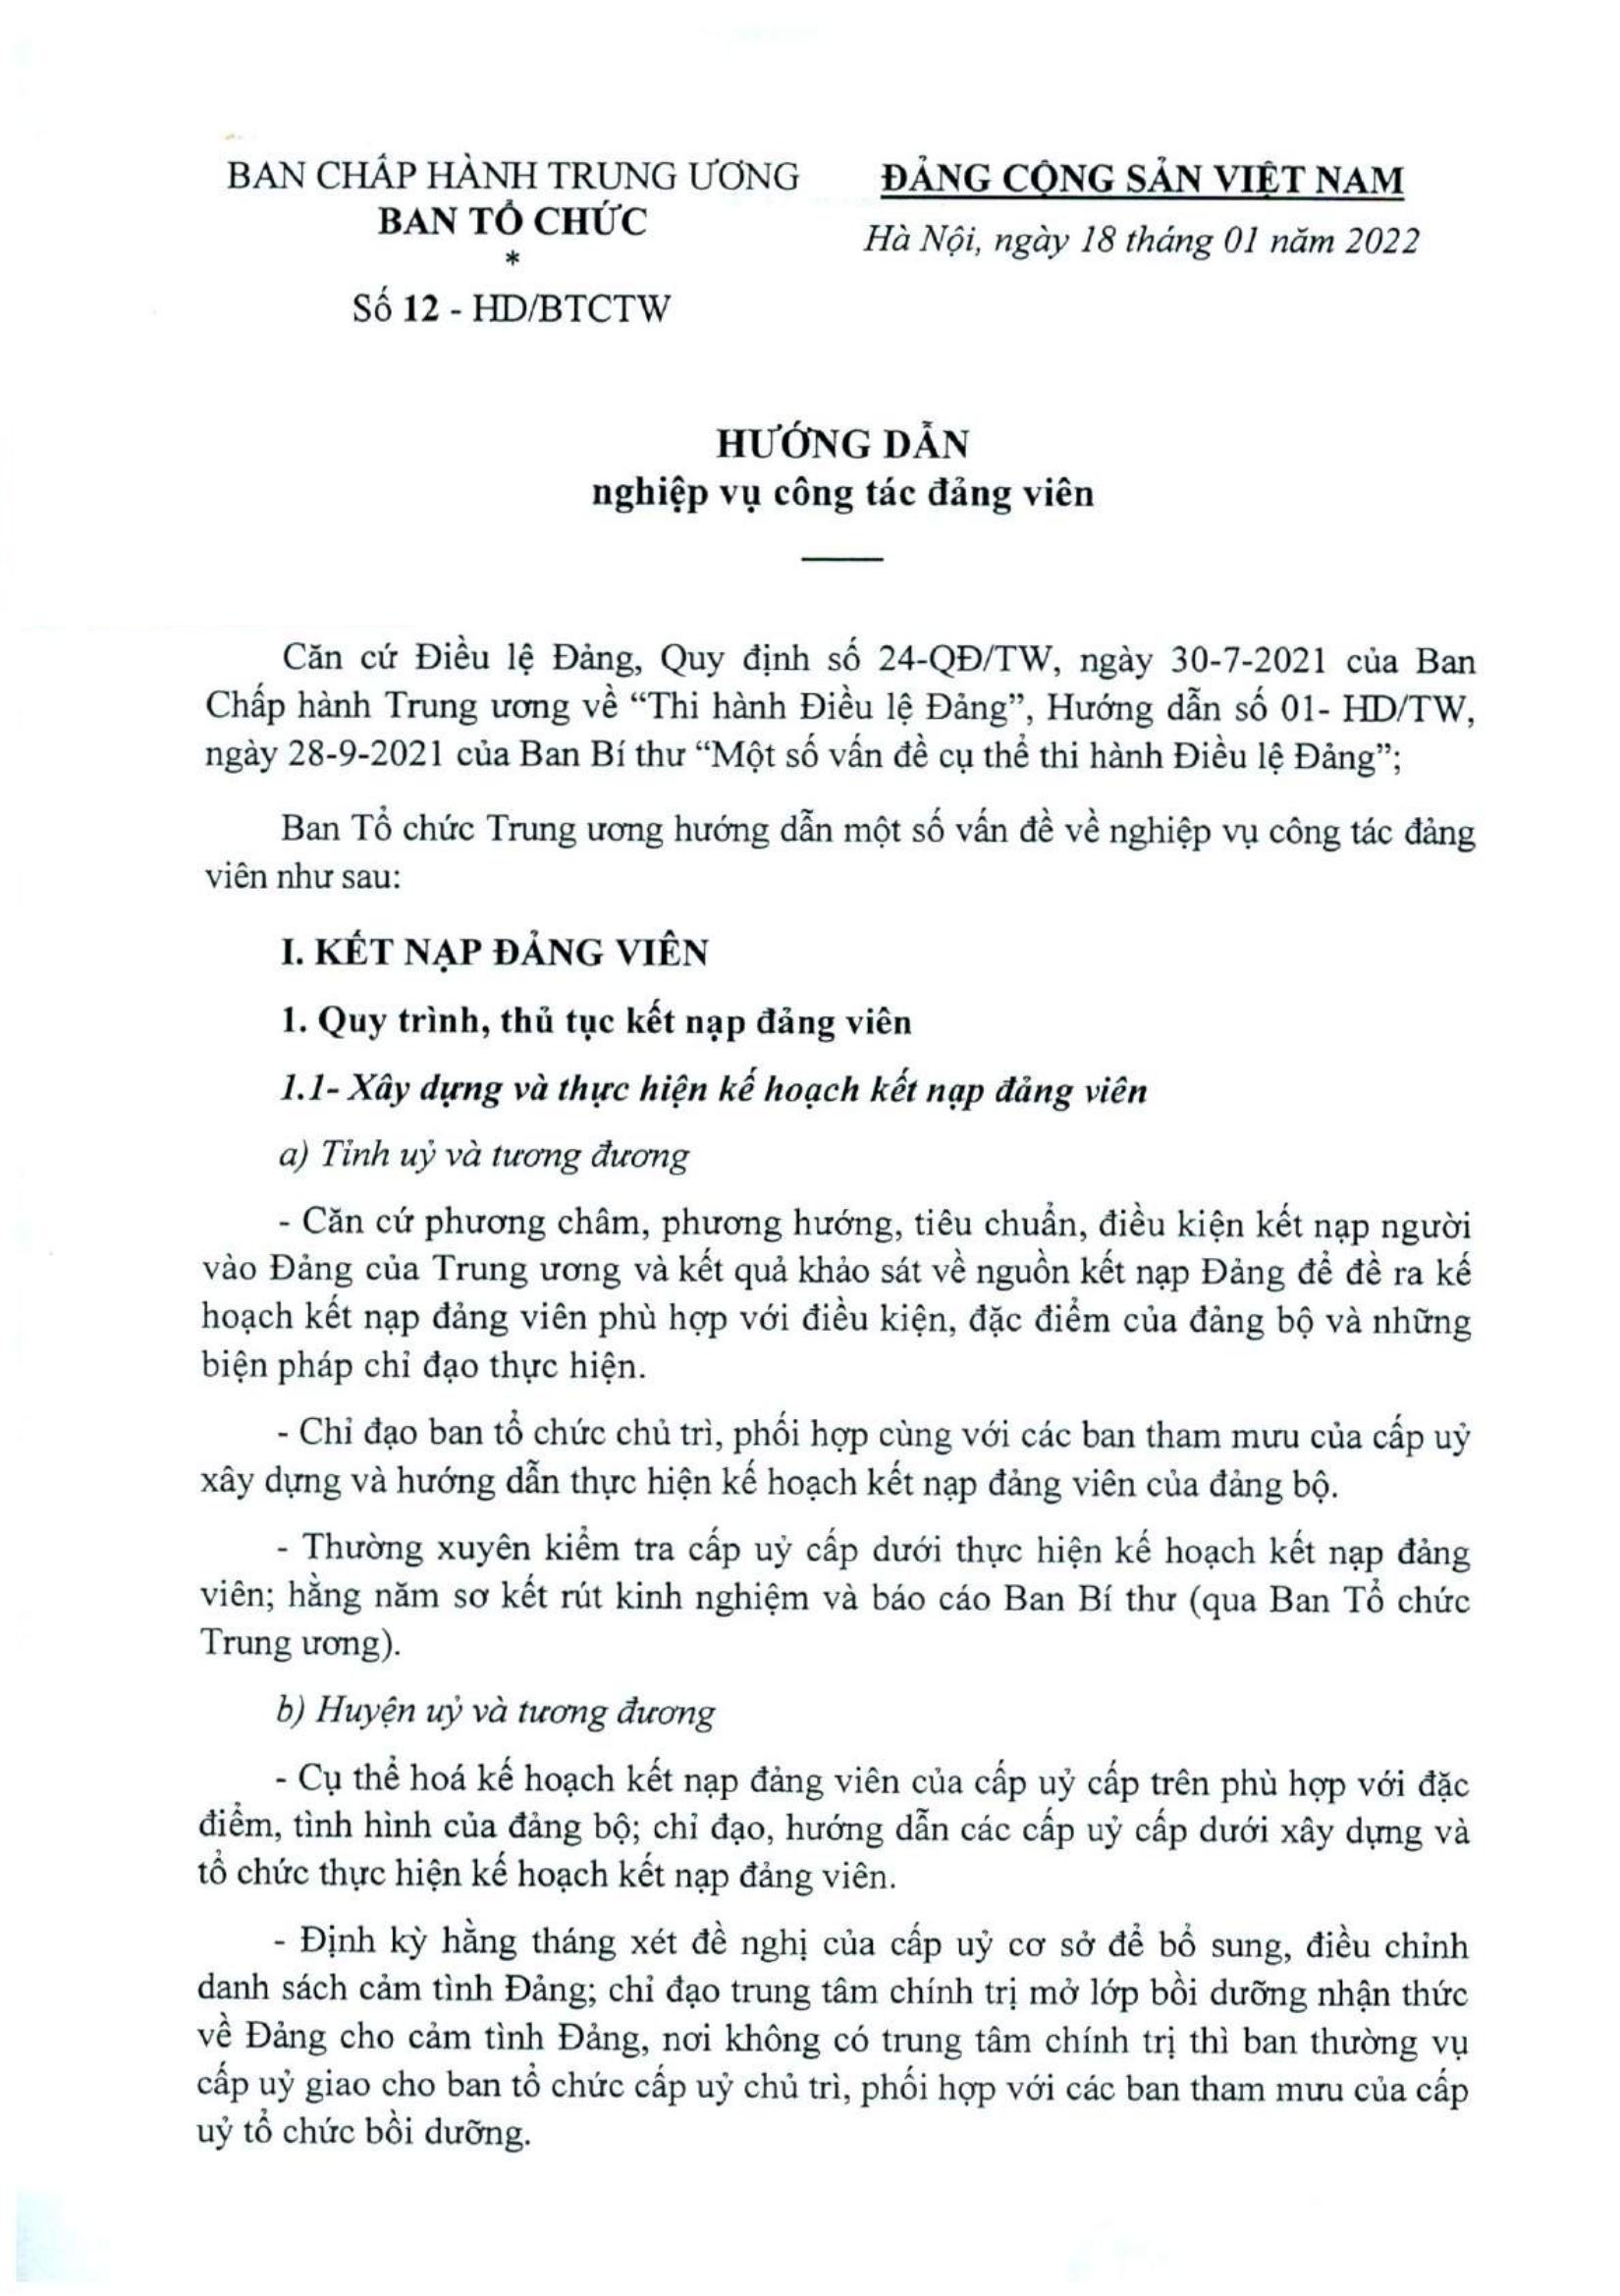 BAN CHẤP HÀNH TRUNG ƯƠNG
BAN TỔ CHỨC
*
Số 12 - HD/BTCTW
ĐẢNG CỘNG SẢN VIỆT NAM
Hà Nội, ngày 18 tháng 01 năm 2022
HƯỚNG DẪN
nghiệp vụ công tác đảng viên
Căn cứ Điều lệ Đảng, Quy định số 24-QĐ/TW, ngày 30-7-2021 của Ban
Chấp hành Trung ương về “Thi hành Điều lệ Đảng”, Hướng dẫn số 01- HD/TW,
ngày 28-9-2021 của Ban Bí thư “Một số vấn đề cụ thể thi hành Điều lệ Đảng”;
Ban Tổ chức Trung ương hướng dẫn một số vấn đề về nghiệp vụ công tác đảng
viên như sau:
I. KẾT NẠP ĐẢNG VIÊN
1. Quy trình, thủ tục kết nạp đảng viên
1.1- Xây dựng và thực hiện kế hoạch kết nạp đảng viên
a) Tỉnh uỷ và tương đương
- Căn cứ phương châm, phương hướng, tiêu chuẩn, điều kiện kết nạp người
vào Đảng của Trung ương và kết quả khảo sát về nguồn kết nạp Đảng để đề ra kế
hoạch kết nạp đảng viên phù hợp với điều kiện, đặc điểm của đảng bộ và những
biện pháp chỉ đạo thực hiện.
- Chỉ đạo ban tổ chức chủ trì, phối hợp cùng với các ban tham mưu của cấp uỷ
xây dựng và hướng dẫn thực hiện kế hoạch kết nạp đảng viên của đảng bộ.
- Thường xuyên kiểm tra cấp uỷ cấp dưới thực hiện kế hoạch kết nạp đảng
viên; hằng năm sơ kết rút kinh nghiệm và báo cáo Ban Bí thư (qua Ban Tổ chức
Trung ương).
b) Huyện uỷ và tương đương
- Cụ thể hoá kế hoạch kết nạp đảng viên của cấp uỷ cấp trên phù hợp với đặc
điểm, tình hình của đảng bộ; chỉ đạo, hướng dẫn các cấp uỷ cấp dưới xây dựng và
tổ chức thực hiện kế hoạch kết nạp đảng viên.
- Định kỳ hằng tháng xét đề nghị của cấp uỷ cơ sở để bổ sung, điều chỉnh
danh sách cảm tình Đảng; chỉ đạo trung tâm chính trị mở lớp bồi dưỡng nhận thức
về Đảng cho cảm tình Đảng, nơi không có trung tâm chính trị thì ban thường vụ
cấp uỷ giao cho ban tổ chức cấp uỷ chủ trì, phối hợp với các ban tham mưu của cấp
uỷ tổ chức bồi dưỡng.